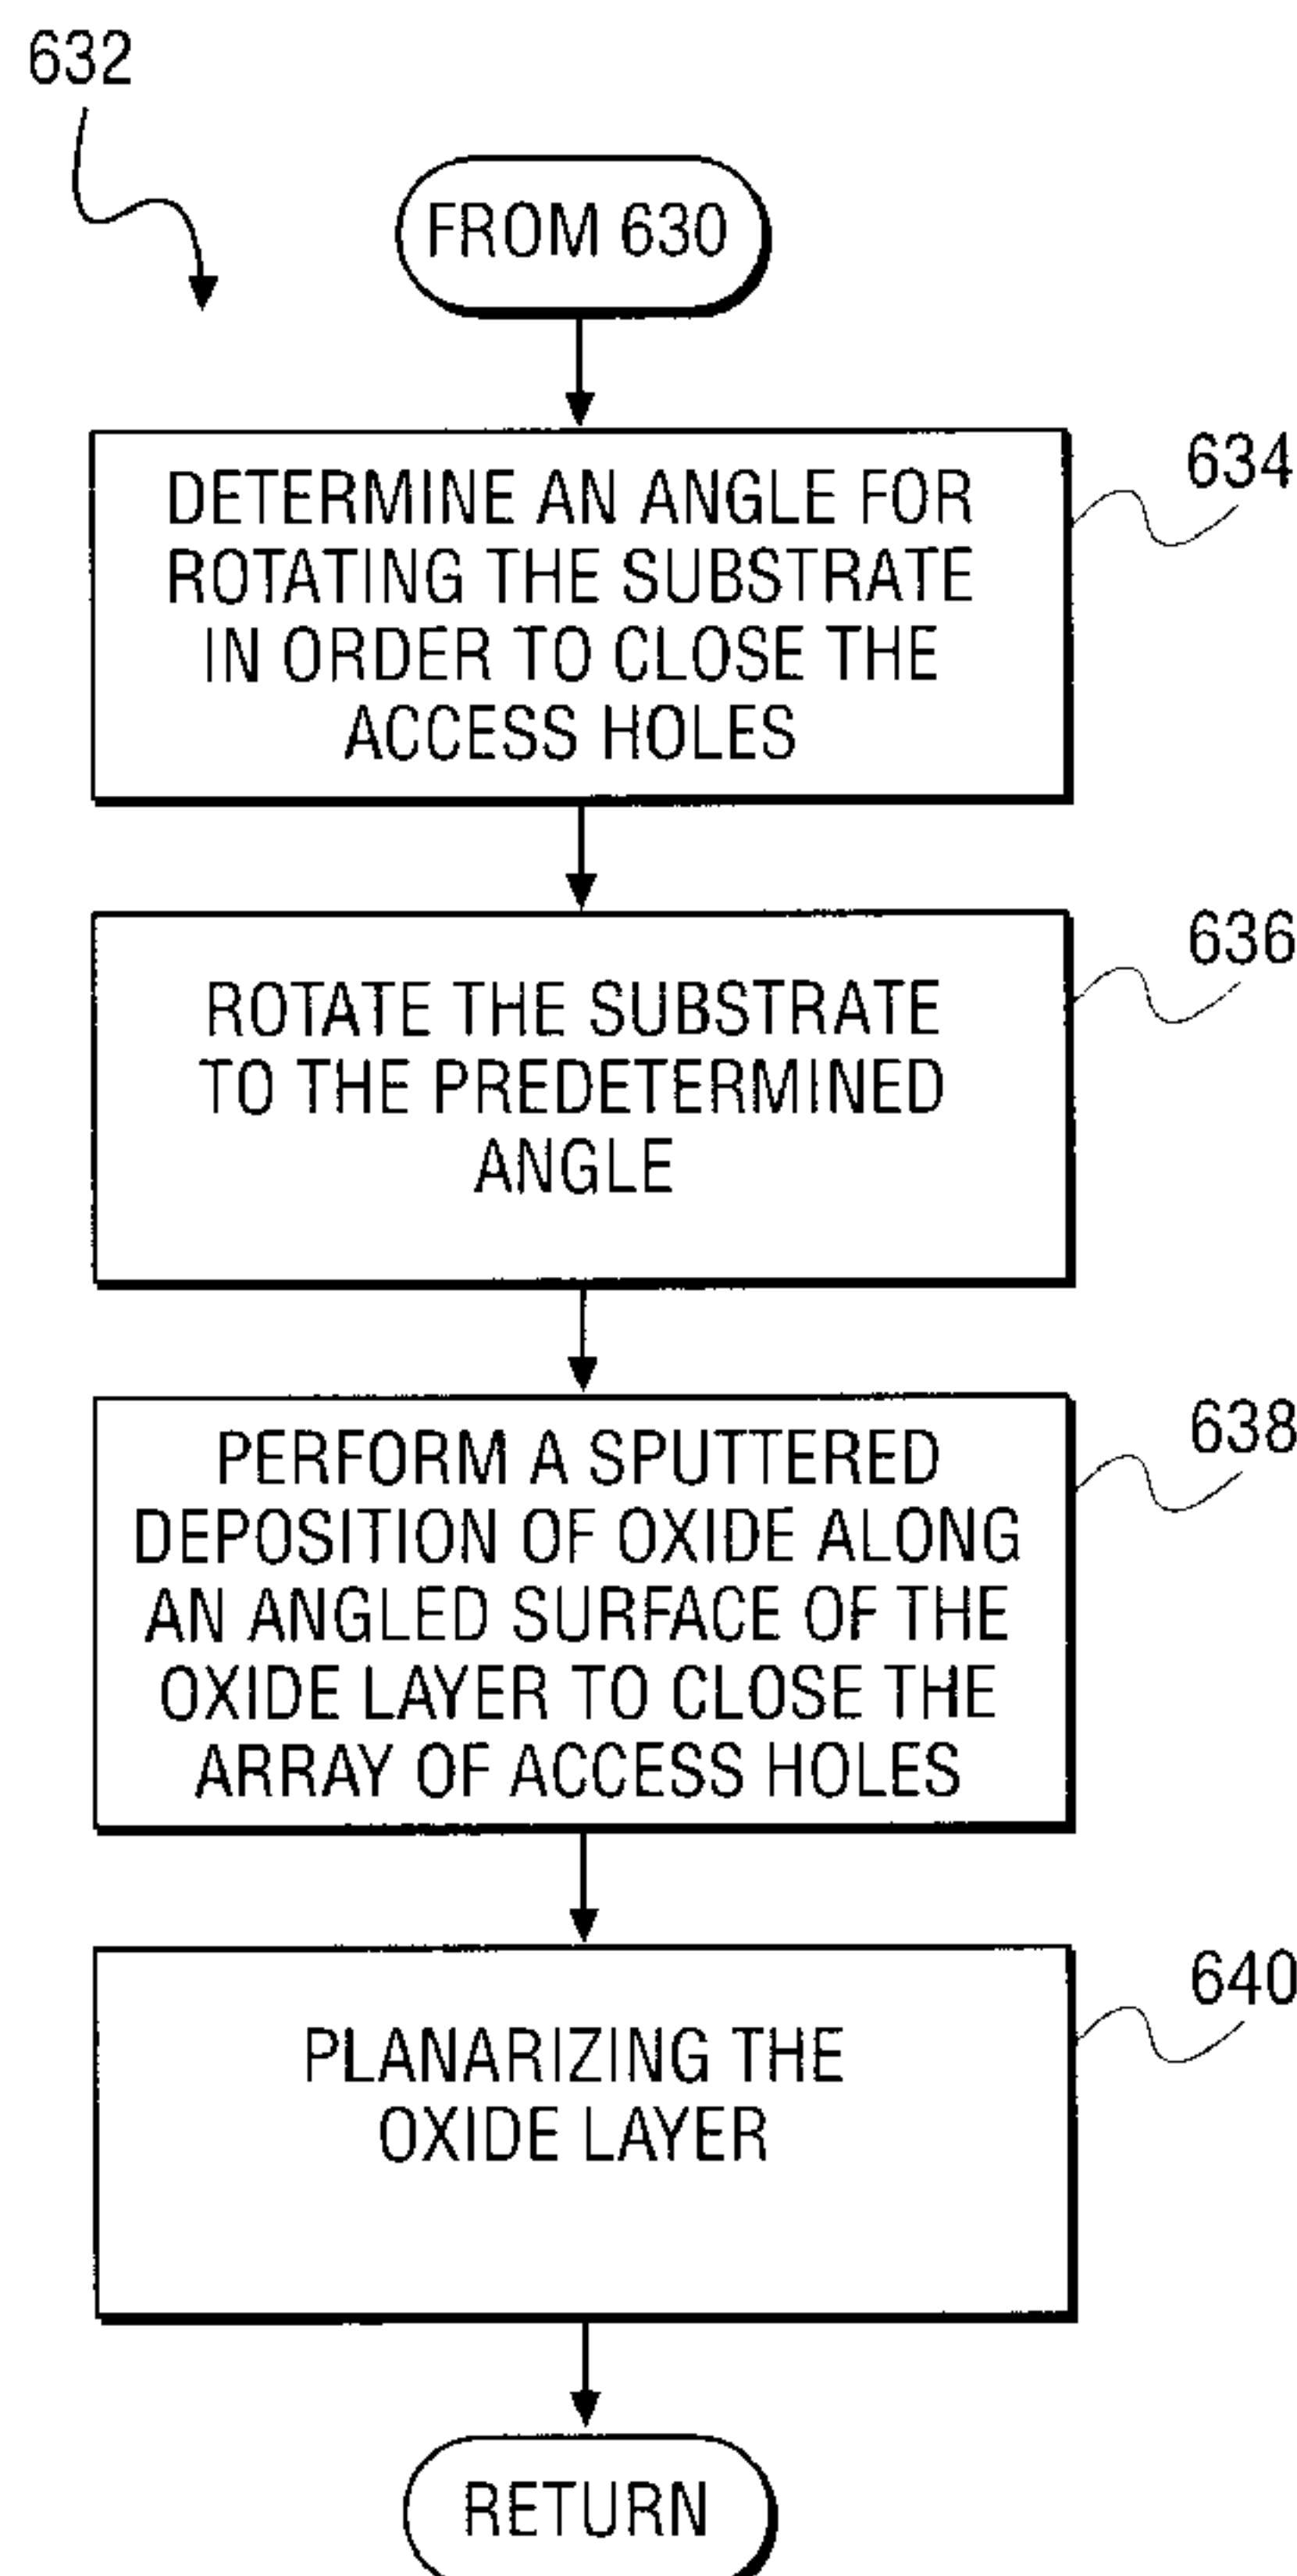 632
FROM 630
634
DETERMINE AN ANGLE FOR
ROTATING THE SUBSTRATE
IN ORDER TO CLOSE THE
ACCESS HOLES
636
ROTATE THE SUBSTRATE
TO THE PREDETERMINED
ANGLE
638
PERFORM A SPUTTERED
DEPOSITION OF OXIDE ALONG
AN ANGLED SURFACE OF THE
OXIDE LAYER TO CLOSE THE
ARRAY OF ACCESS HOLES
640
PLANARIZING THE
OXIDE LAYER
RETURN